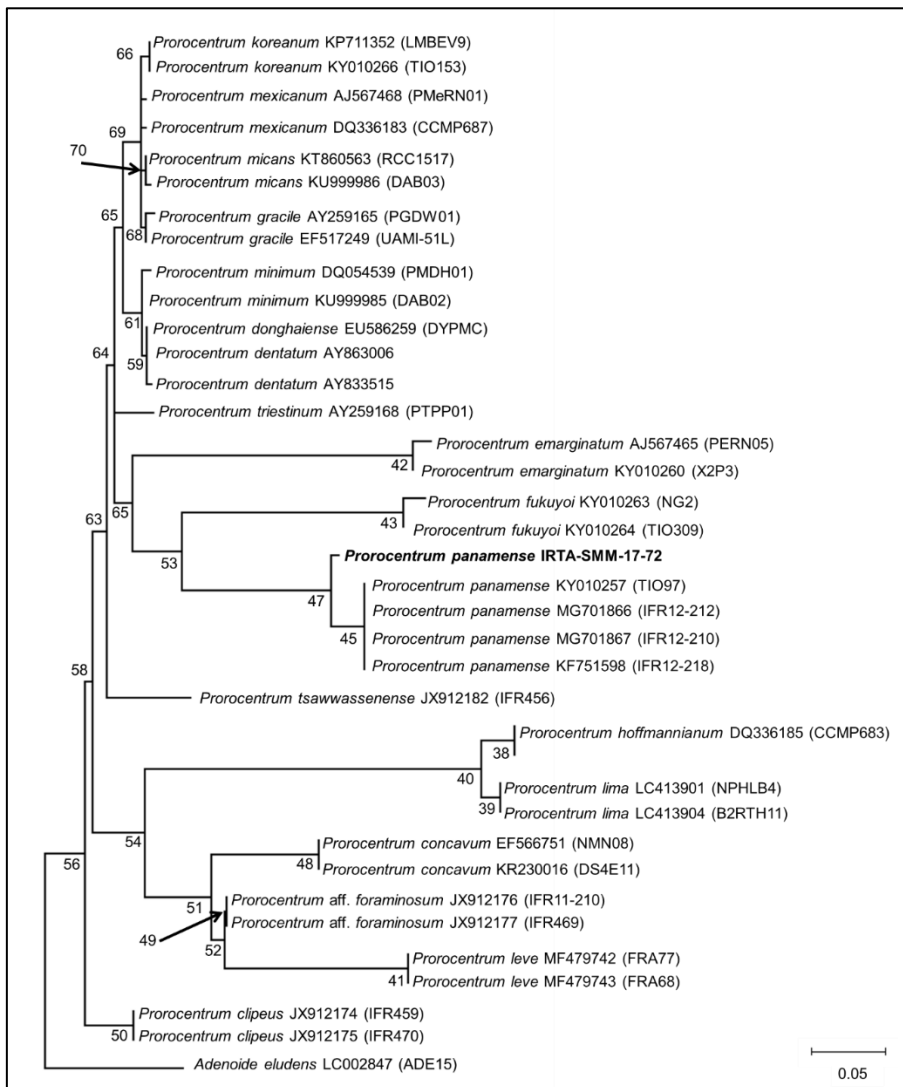 Prorocentrum koreanum KP711352 (LMBEV9)
66
Prorocentrum koreanum KY010266 (TIO153)
Prorocentrum mexicanum AJ567468 (PMeRN01)
Prorocentrum mexicanum DQ336183 (CCMP687)
69
70
Prorocentrum micans KT860563 (RCC1517)
Prorocentrum micans KU999986 (DAB03)
65
Prorocentrum gracile AY259165 (PGDW01)
68
Prorocentrum gracile EF517249 (UAMI-51L)
Prorocentrum minimum DQ054539 (PMDH01)
Prorocentrum minimum KU999985 (DAB02)
61
Prorocentrum donghaiense EU586259 (DYPMC)
64
Prorocentrum dentatum AY863006
59
Prorocentrum dentatum AY833515
Prorocentrum triestinum AY259168 (PTPP01)
Prorocentrum emarginatum AJ567465 (PERN05)
42
Prorocentrum emarginatum KY010260 (X2P3)
65
Prorocentrum fukuyoi KY010263 (NG2)
63
43
Prorocentrum fukuyoi KY010264 (TIO309)
53
Prorocentrum panamense IRTA-SMM-17-72
47
Prorocentrum panamense KY010257 (TIO97)
Prorocentrum panamense MG701866 (IFR12-212)
45
Prorocentrum panamense MG701867 (IFR12-210)
Prorocentrum panamense KF751598 (IFR12-218)
58
Prorocentrum tsawwassenense JX912182 (IFR456)
Prorocentrum hoffmannianum DQ336185 (CCMP683)
38
40
Prorocentrum lima LC413901 (NPHLB4)
39
Prorocentrum lima LC413904 (B2RTH11)
54
Prorocentrum concavum EF566751 (NMN08)
48
Prorocentrum concavum KR230016 (DS4E11)
56
51
Prorocentrum aff. foraminosum JX912176 (IFR11-210)
Prorocentrum aff. foraminosum JX912177 (IFR469)
49
52
Prorocentrum leve MF479742 (FRA77)
41
Prorocentrum leve MF479743 (FRA68)
Prorocentrum clipeus JX912174 (IFR459)
50
Prorocentrum clipeus JX912175 (IFR470)
Adenoide eludens LC002847 (ADE15)
0.05